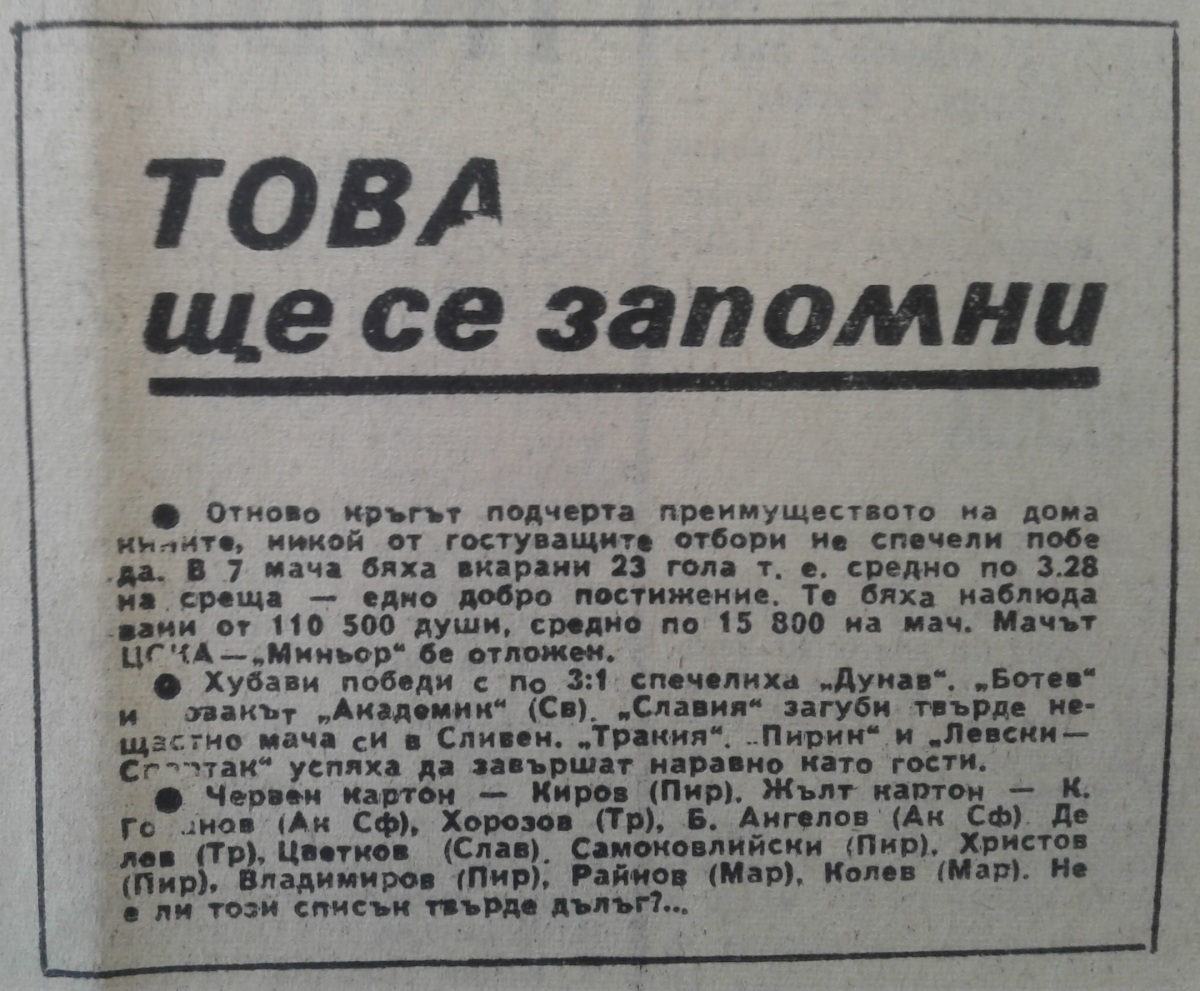 ТОВА
ще се запомни
● Отново кръгът подчерта преимуществото на дома
кините, никой от гостуващите отбори не спечели побе
да. В 7 мача бяха вкарани 23 гола т. е. средно по 3.28
на среща — едно добро постижение. Те бяха наблюда
вани от 110 500 души, средно по 15 800 на мач. Мачът
ЦСКА—„Миньор“ бе отложен.
● Хубави победи с по 3:1 спечелиха „Дунав“, „Ботев“
и „Академик“ (Св). „Славия“ загуби твърде не-
щастно мача си в Сливен. „Тракия“, „Пирин“ и „Левски—
Спартак“ успяха да завършат наравно като гости.
● Червен картон — Киров (Пир), Жълт картон — К.
(Ак Сф), Хорозов (Тр), Б. Ангелов (Ак Сф) Де
лев (Тр), Цветков (Слав), Самоковлийски (Пир), Христов
(Пир), Владимиров (Пир), Райнов (Мар), Колев (Мар). Не
е ли този списък твърде дълъг?...